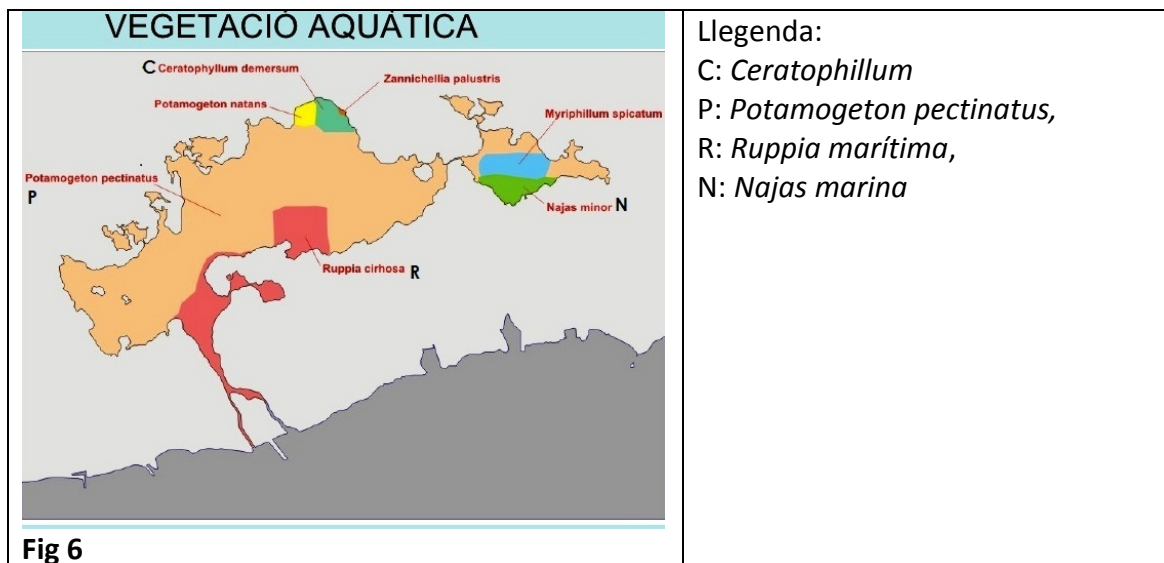 VEGETACIÓ AQUÀTICA
C Ceratophyllum demersum
Zannichellia palustris
Potamogeton natans
Myriphillum spicatum
Potamogeton pectinatus
P
Najas minor N
Ruppia cirhosa R
Fig 6
Llegenda:
C: Ceratophillum
P: Potamogeton pectinatus,
R: Ruppia marítima,
N: Najas marina